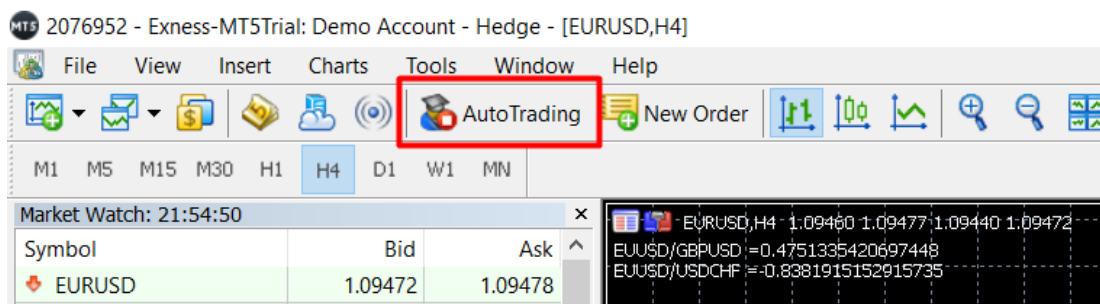 MT5 2076952 - Exness-MT5Trial: Demo Account - Hedge - [EURUSD,H4]
File View Insert Charts Tools Window Help
$ AutoTrading New Order
M1 M5 M15 M30 H1 H4 D1 W1 MN
Market Watch: 21:54:50 ×
Symbol Bid Ask
EURUSD 1.09472 1.09478
EURUSD,H4 1.09460 1.09477 1.09440 1.09472
EUUSD/GBPUSD =0.4751335420697448
EUUSD/USDCHF =-0.8381915152915735